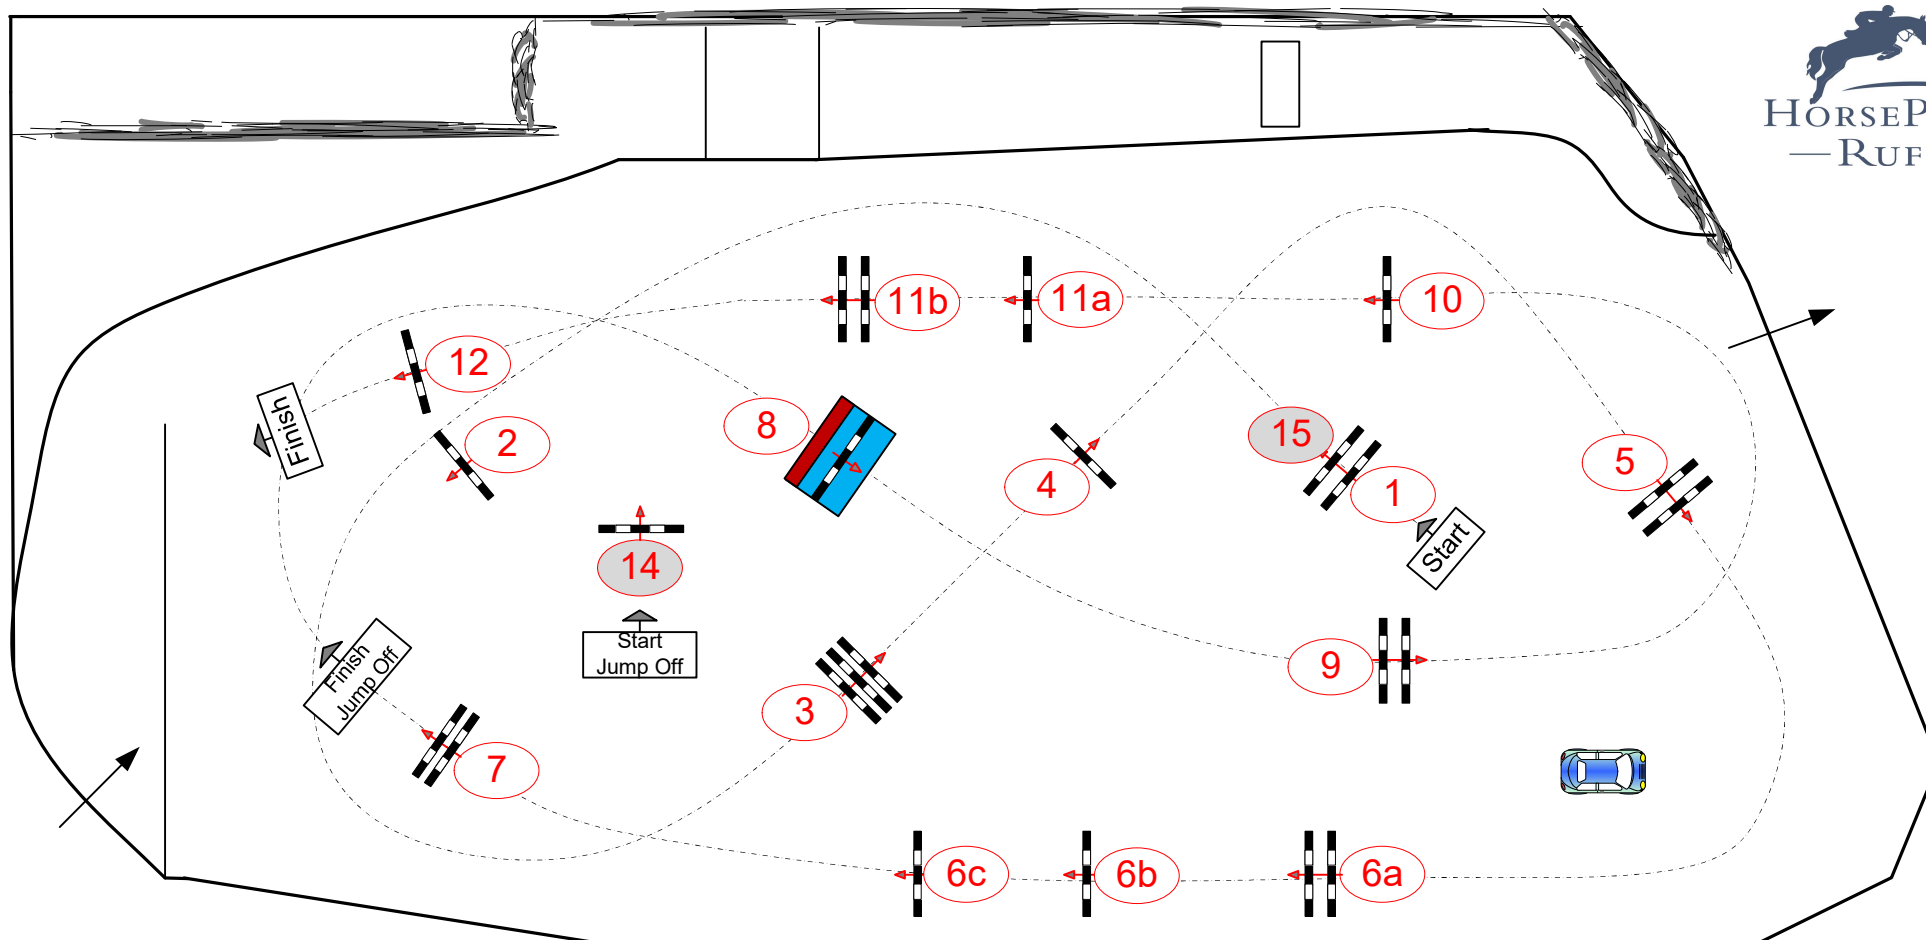 HORSEP
—RUF
11b
11a
10
12
Finish
2
8
4
15
1
5
Start
14
Start
Jump Off
Finish
Jump Off
3
9
7
6c
6b
6a